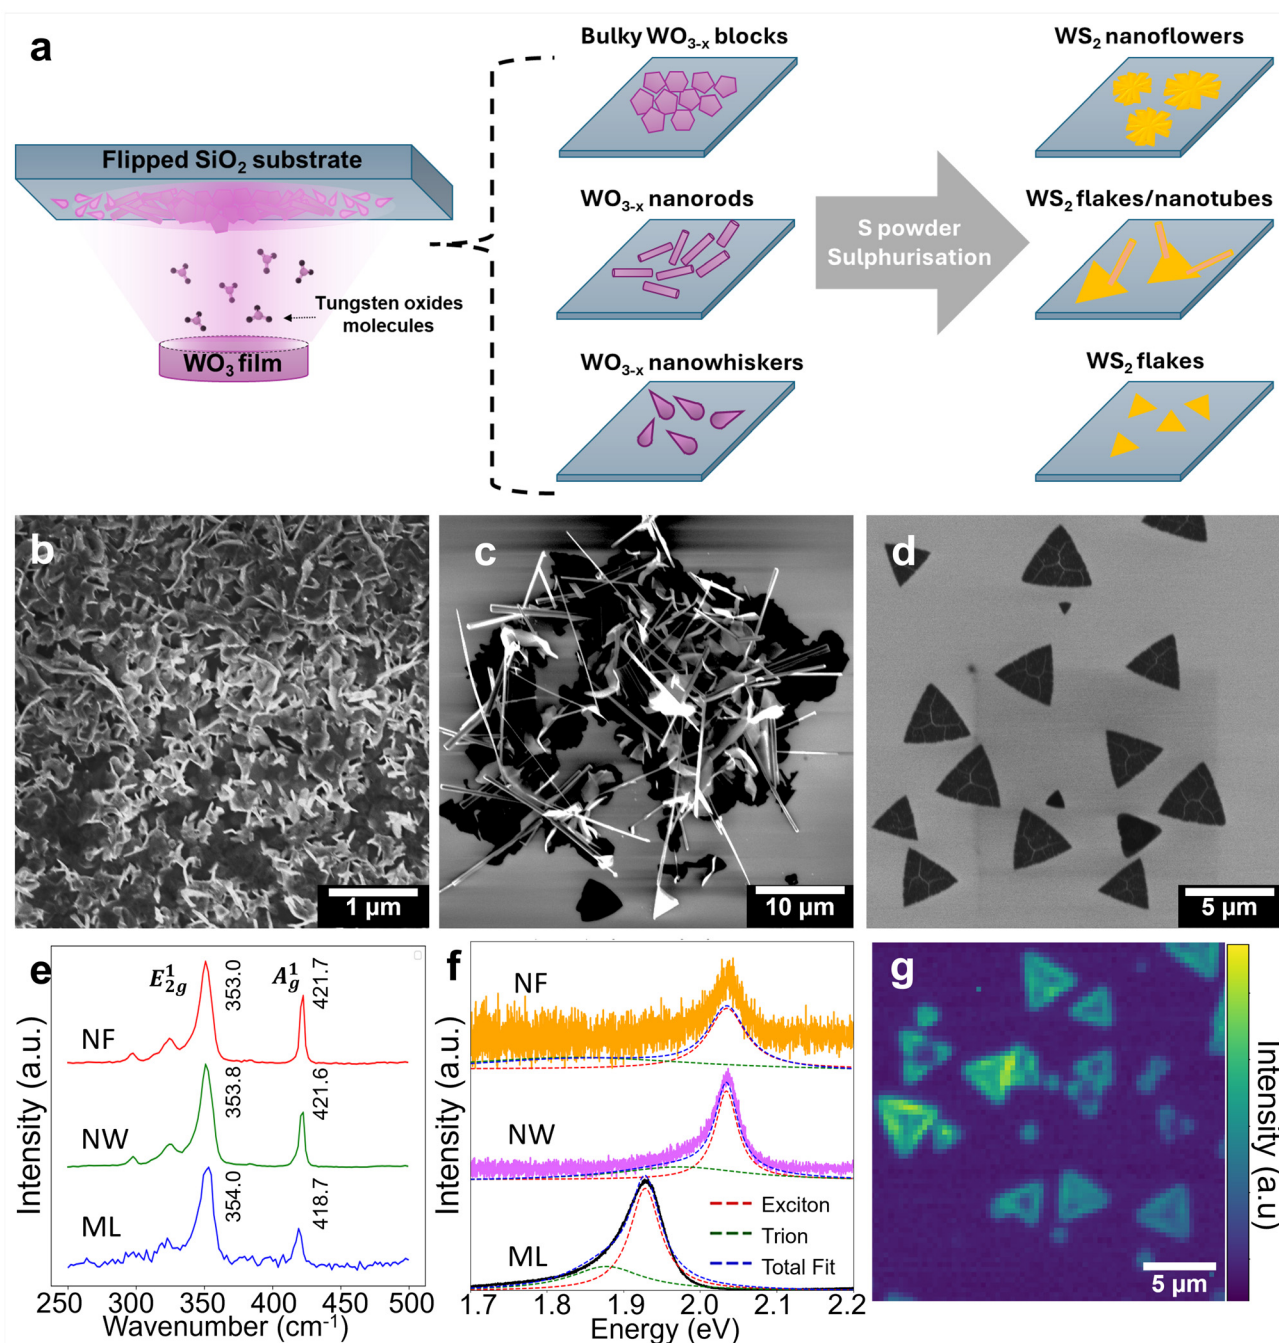 a
Flipped SiO₂ substrate
Tungsten oxides
molecules
WO₃ film
Bulky WO₃₋ₓ blocks
WO₃₋ₓ nanorods
WO₃₋ₓ nanowhiskers
S powder
Sulphurisation
WS₂ nanoflowers
WS₂ flakes/nanotubes
WS₂ flakes
b
1 µm
c
10 µm
d
5 µm
e
E¹₂g
A¹g
353.0
421.7
NF
353.8
421.6
NW
354.0
418.7
ML
Intensity (a.u.)
250 300 350 400 450 500
Wavenumber (cm⁻¹)
f
NF
NW
ML
Exciton
Trion
Total Fit
Intensity (a.u.)
1.7 1.8 1.9 2.0 2.1 2.2
Energy (eV)
g
5 µm
Intensity (a.u)